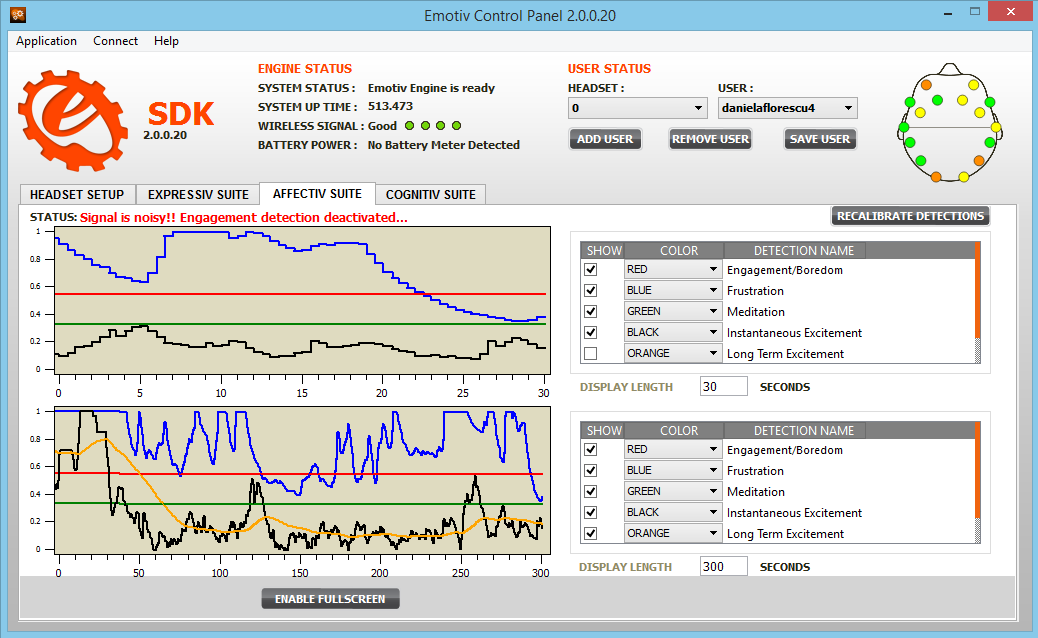 Emotiv Control Panel 2.0.0.20
Application Connect Help
SDK
2.0.0.20
ENGINE STATUS
SYSTEM STATUS : Emotiv Engine is ready
SYSTEM UP TIME : 513.473
WIRELESS SIGNAL : Good
BATTERY POWER : No Battery Meter Detected
USER STATUS
HEADSET : USER :
0 danielaflorescu4
ADD USER REMOVE USER SAVE USER
HEADSET SETUP EXPRESSIV SUITE AFFECTIV SUITE COGNITIV SUITE
STATUS: Signal is noisy!! Engagement detection deactivated...
RECALIBRATE DETECTIONS
1
0.8
0.6
0.4
0.2
0
0 5 10 15 20 25 30
SHOW COLOR DETECTION NAME
RED Engagement/Boredom
BLUE Frustration
GREEN Meditation
BLACK Instantaneous Excitement
ORANGE Long Term Excitement
DISPLAY LENGTH 30 SECONDS
1
0.8
0.6
0.4
0.2
0
0 50 100 150 200 250 300
SHOW COLOR DETECTION NAME
RED Engagement/Boredom
BLUE Frustration
GREEN Meditation
BLACK Instantaneous Excitement
ORANGE Long Term Excitement
DISPLAY LENGTH 300 SECONDS
ENABLE FULLSCREEN